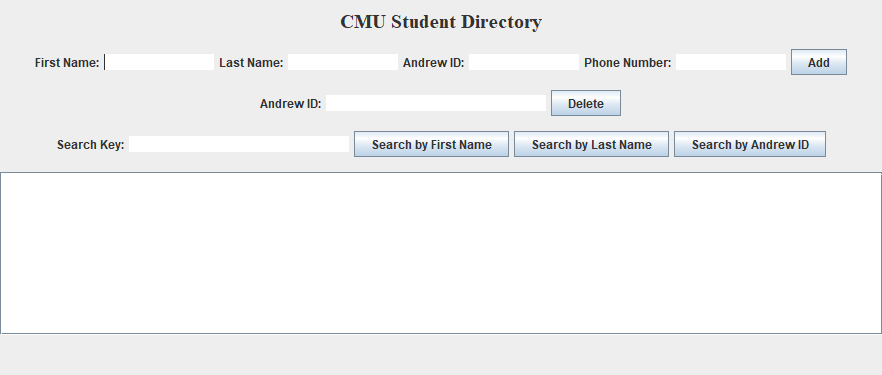 CMU Student Directory
First Name: Last Name: Andrew ID: Phone Number: Add
Andrew ID: Delete
Search Key: Search by First Name Search by Last Name Search by Andrew ID